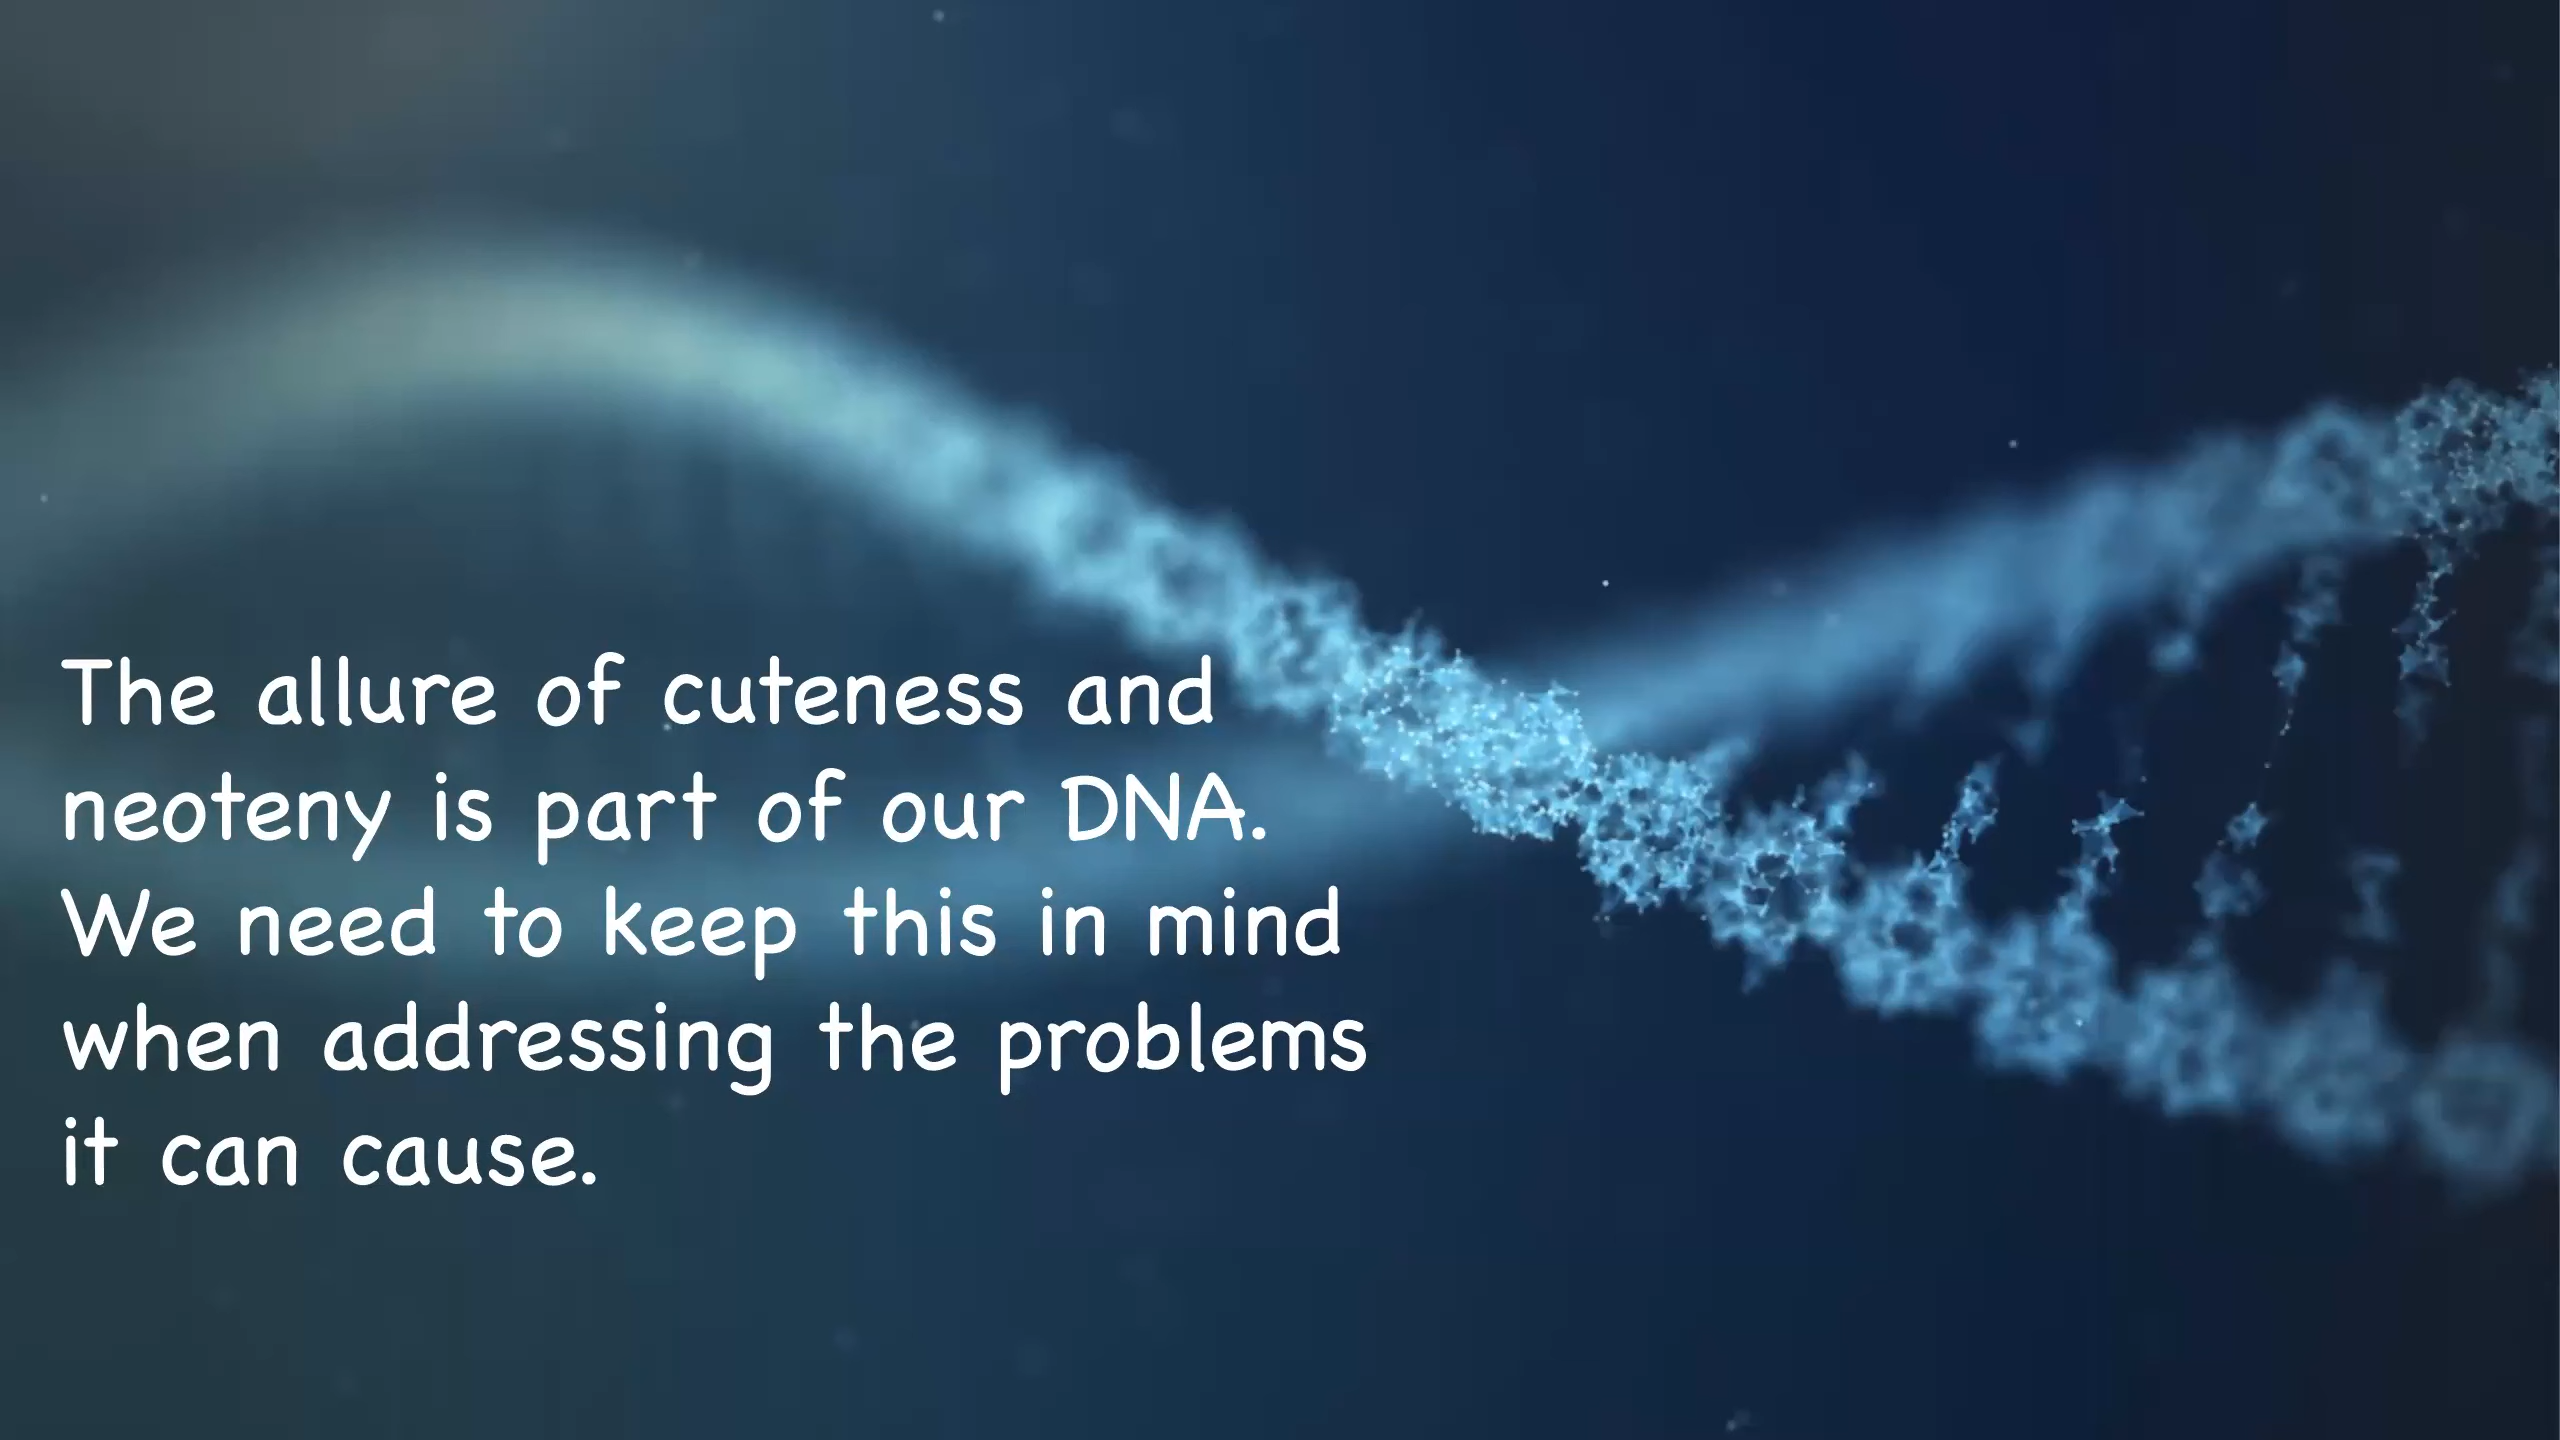 The allure of cuteness and
neoteny is part of our DNA.
We need to keep this in mind
when addressing the problems
it can cause.